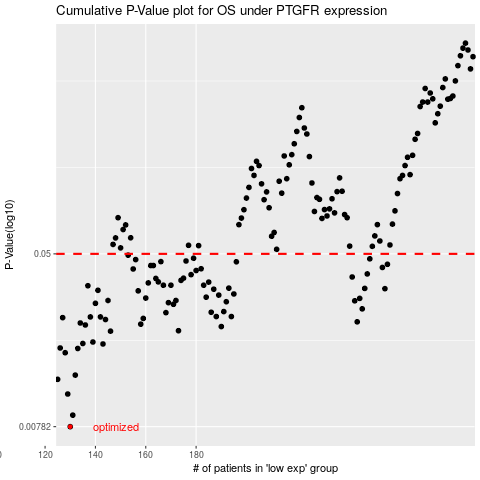 Cumulative P-Value plot for OS under PTGFR expression
P-Value(log10)
0.05
0.00782
optimized
0 120 140 160 180
# of patients in 'low exp' group